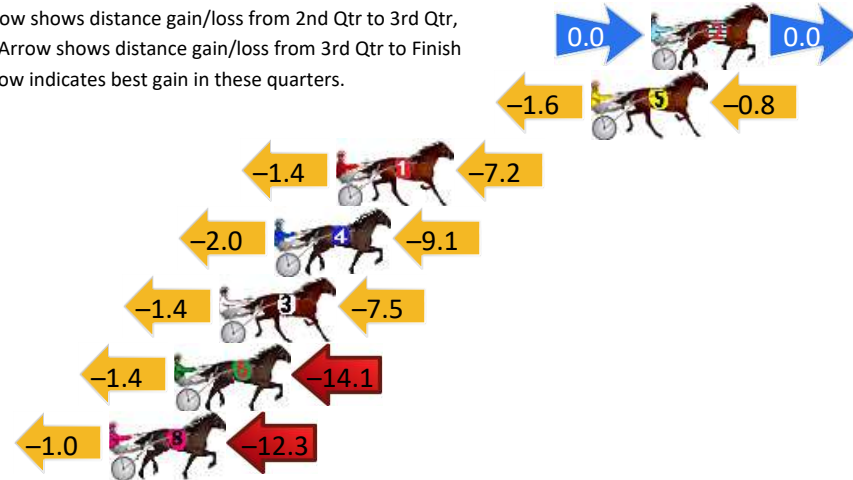 ow shows distance gain/loss from 2nd Qtr to 3rd Qtr,
Arrow shows distance gain/loss from 3rd Qtr to Finish
ow indicates best gain in these quarters.
0.0 2 0.0
–1.6 5 –0.8
–1.4 1 –7.2
–2.0 4 –9.1
–1.4 3 –7.5
–1.4 –14.1
–1.0 8 –12.3